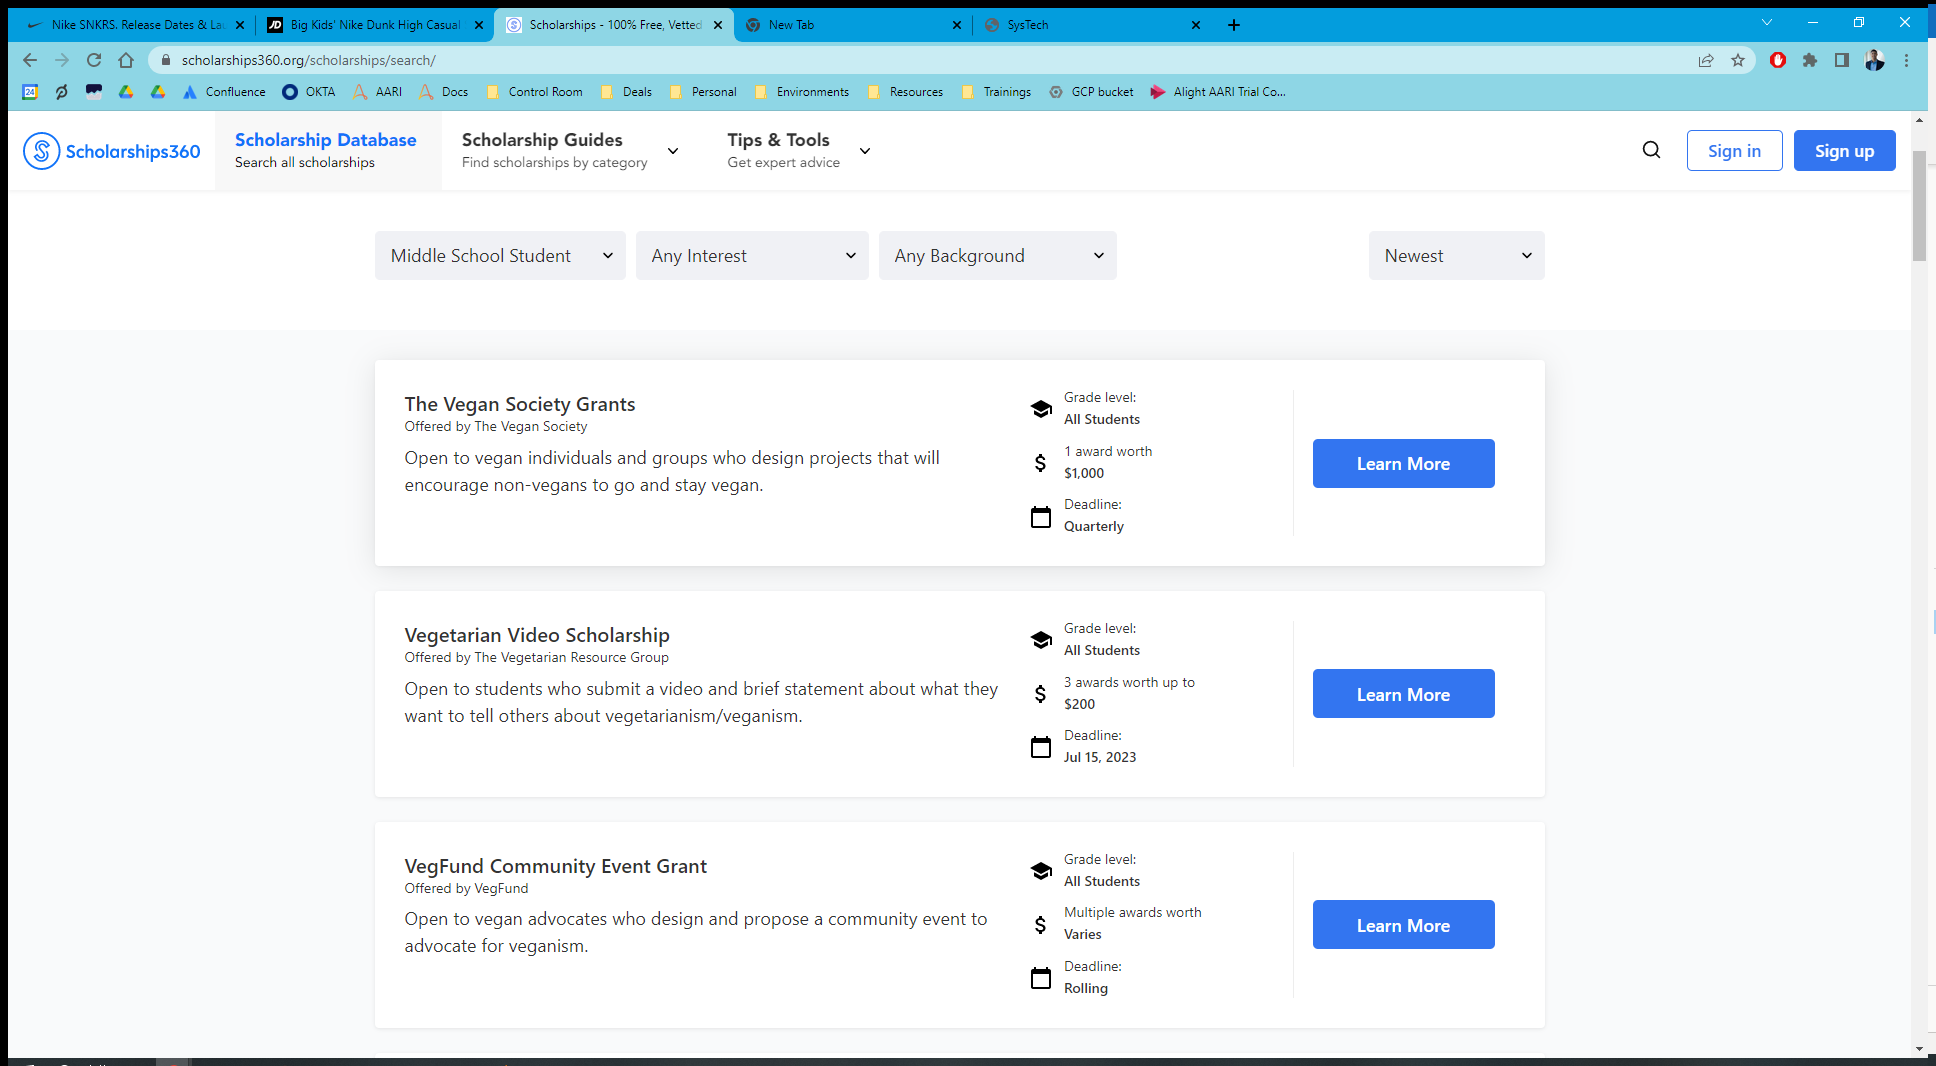 Nike SNKRS. Release Dates & La
Big Kids' Nike Dunk High Casual
Scholarships - 100% Free, Vetted
New Tab
SysTech
scholarships360.org/scholarships/search/
24
Confluence
OKTA
AARI
Docs
Control Room
Deals
Personal
Environments
Resources
Trainings
GCP bucket
Alight AARI Trial Co...
Scholarships360
Scholarship Database
Search all scholarships
Scholarship Guides
Find scholarships by category
Tips & Tools
Get expert advice
Sign in
Sign up
Middle School Student
Any Interest
Any Background
Newest
The Vegan Society Grants
Offered by The Vegan Society
Open to vegan individuals and groups who design projects that will
encourage non-vegans to go and stay vegan.
Grade level:
All Students
1 award worth
$1,000
Deadline:
Quarterly
Learn More
Vegetarian Video Scholarship
Offered by The Vegetarian Resource Group
Open to students who submit a video and brief statement about what they
want to tell others about vegetarianism/veganism.
Grade level:
All Students
3 awards worth up to
$200
Deadline:
Jul 15, 2023
Learn More
VegFund Community Event Grant
Offered by VegFund
Open to vegan advocates who design and propose a community event to
advocate for veganism.
Grade level:
All Students
Multiple awards worth
Varies
Deadline:
Rolling
Learn More